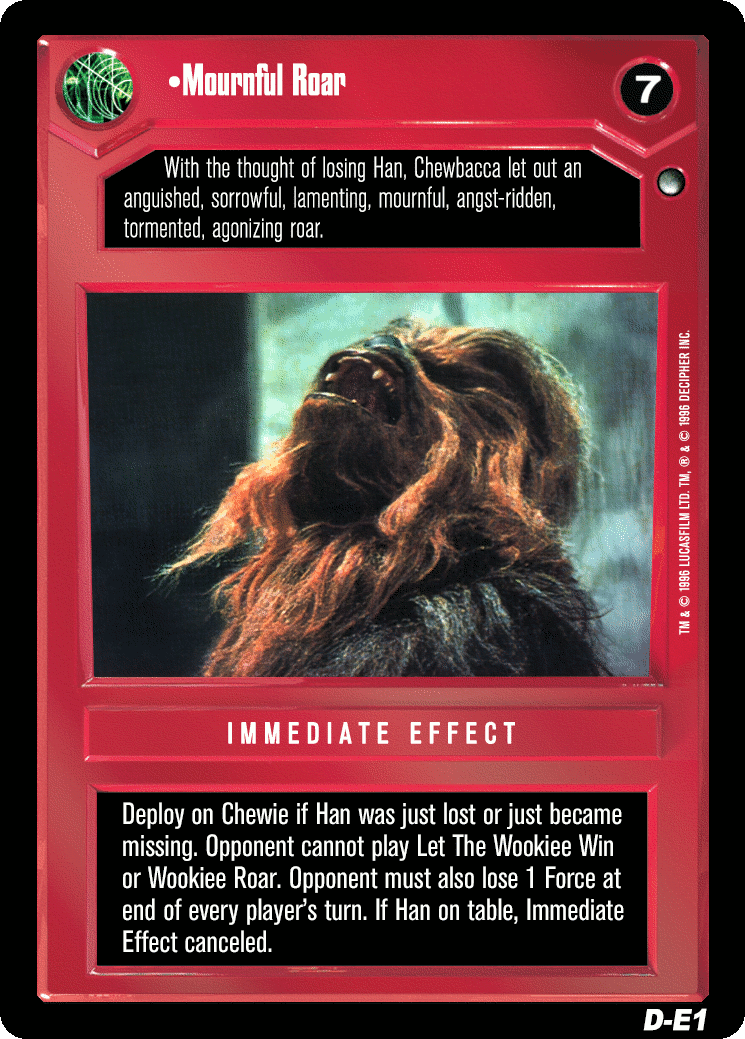 •Mournful Roar
7
With the thought of losing Han, Chewbacca let out an
anguished, sorrowful, lamenting, mournful, angst-ridden,
tormented, agonizing roar.
TM & © 1996 LUCASFILM LTD. TM, ® & © 1996 DECIPHER INC.
IMMEDIATE EFFECT
Deploy on Chewie if Han was just lost or just became
missing. Opponent cannot play Let The Wookiee Win
or Wookiee Roar. Opponent must also lose 1 Force at
end of every player's turn. If Han on table, Immediate
Effect canceled.
D-E1